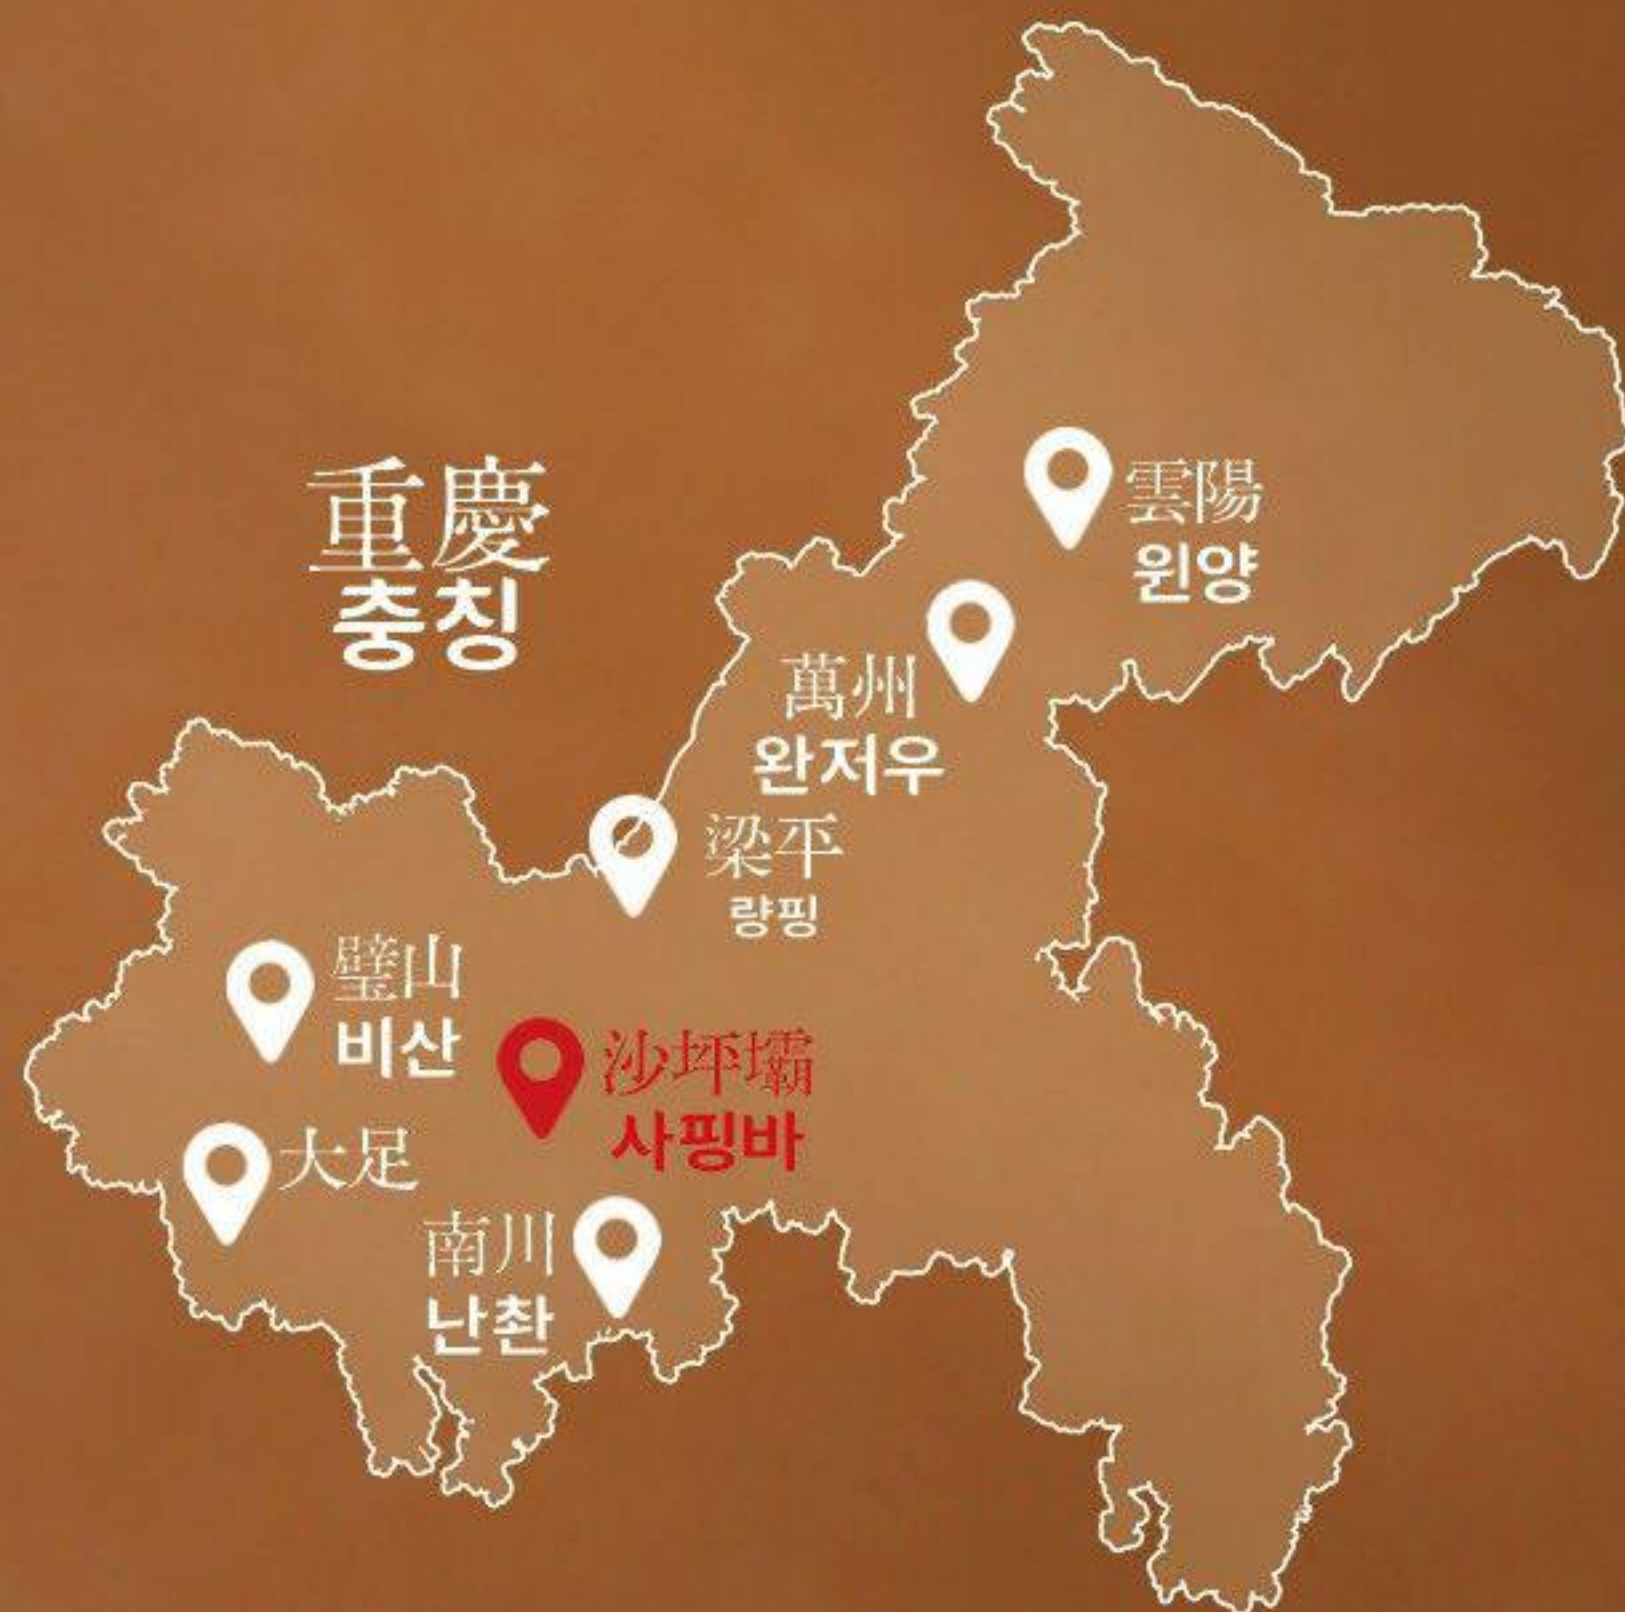 重慶
충칭
雲陽
윈양
萬州
완저우
梁平
량핑
璧山
비산
沙坪壩
사핑바
大足
南川
난촨